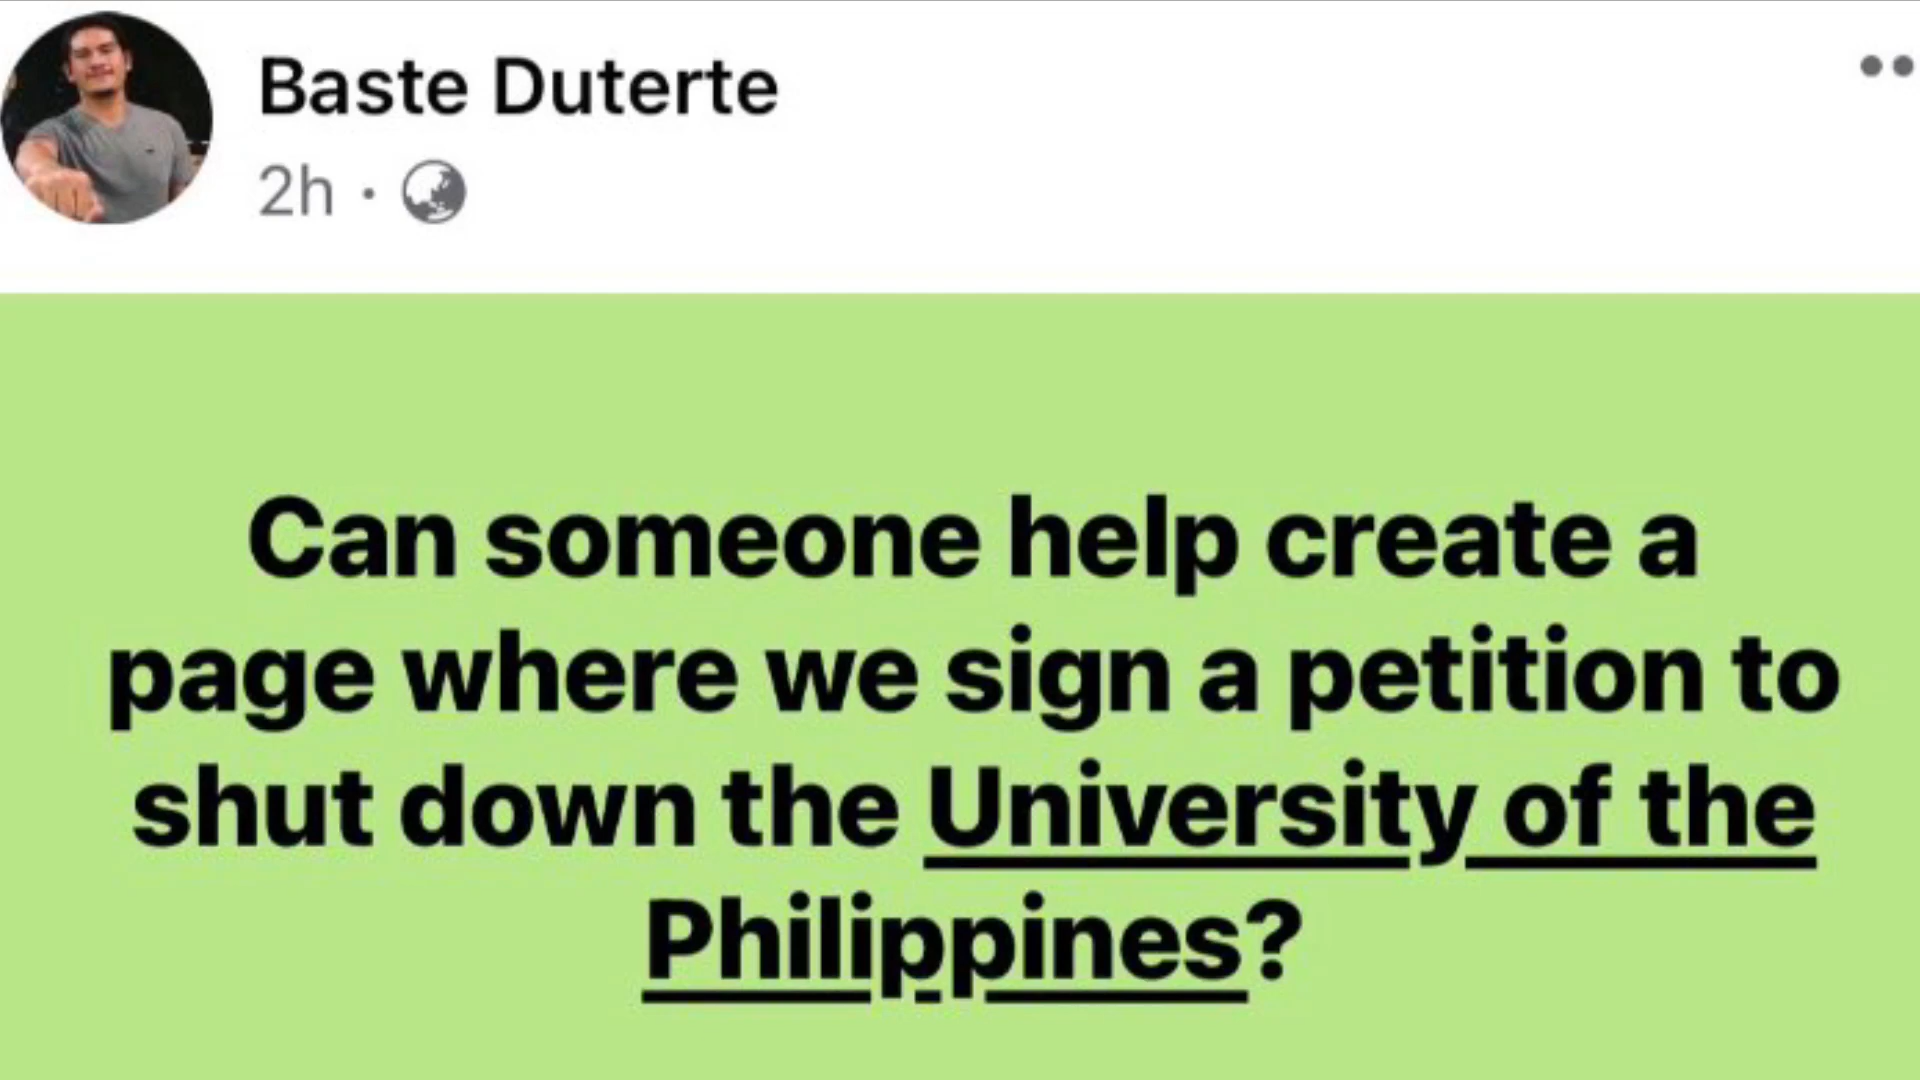 Baste Duterte
2h ·
Can someone help create a
page where we sign a petition to
shut down the University of the
Philippines?